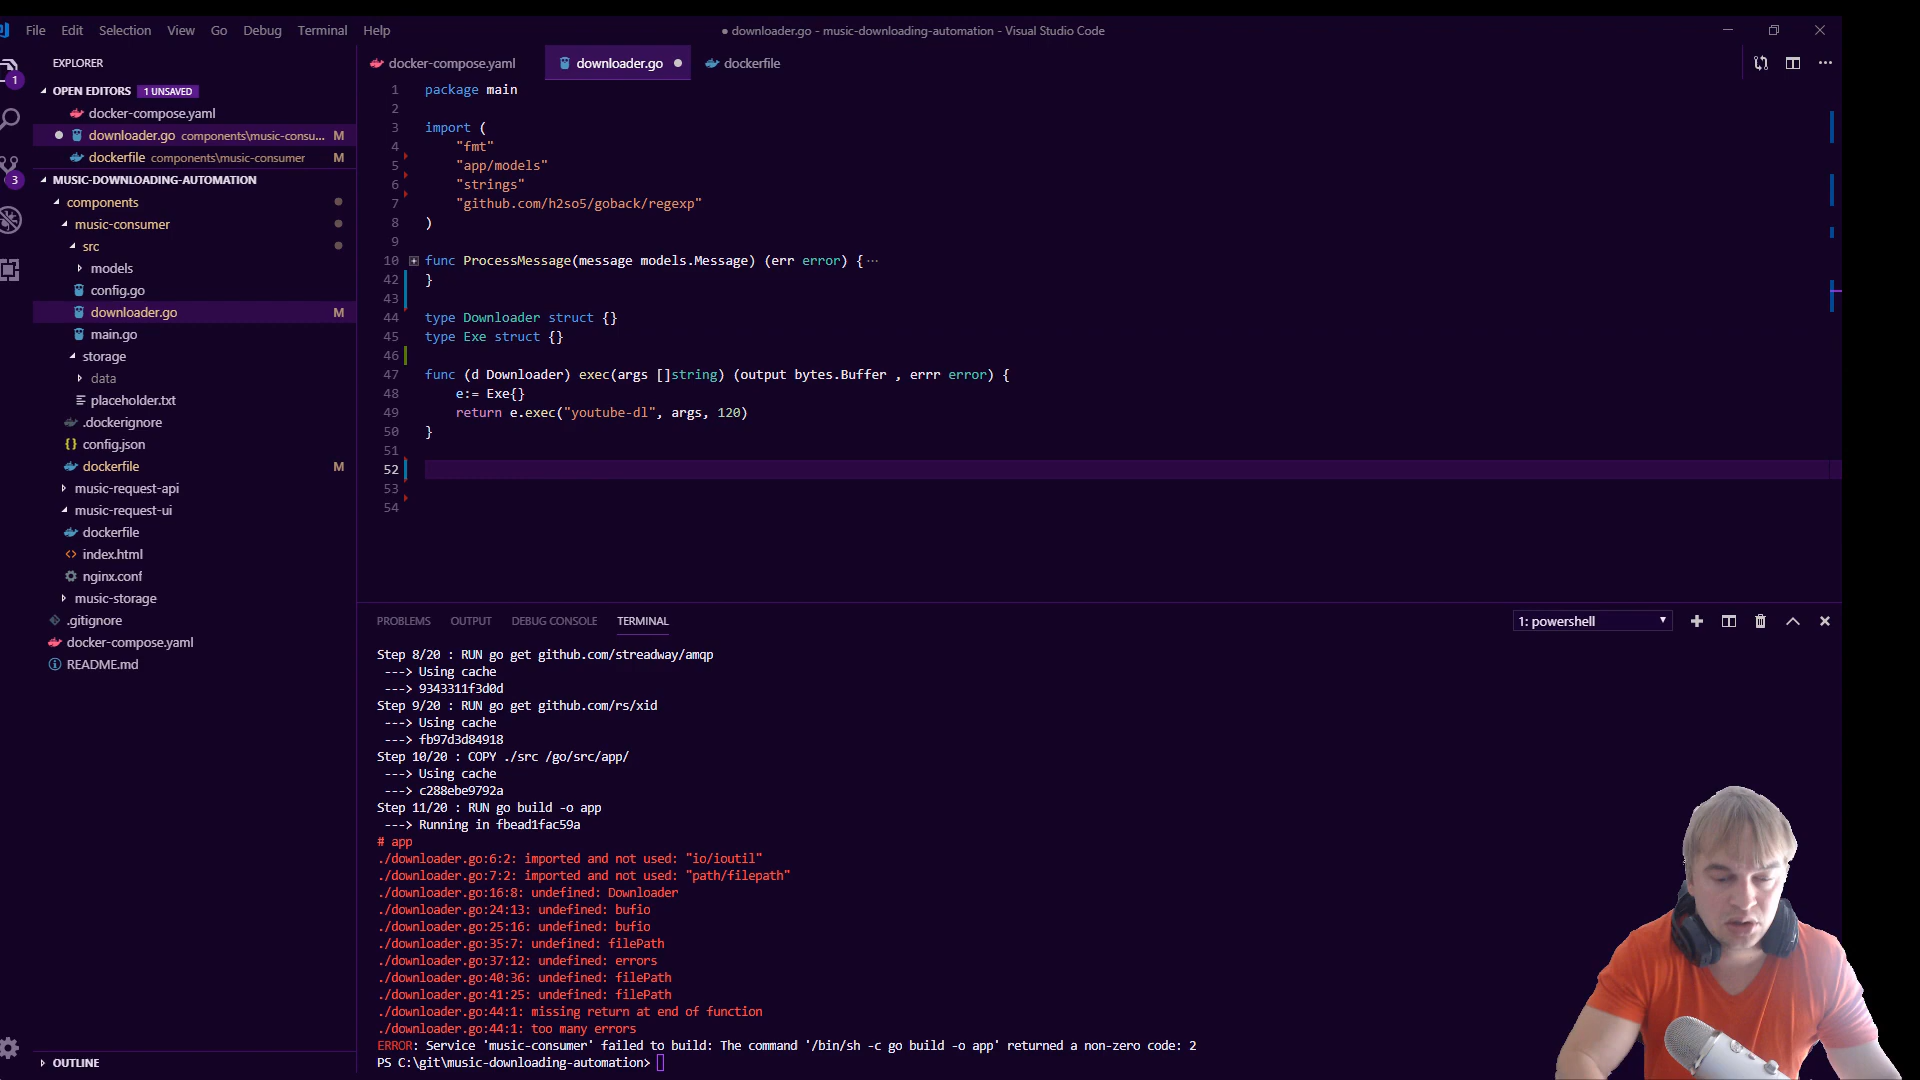 File Edit Selection View Go Debug Terminal Help
● downloader.go - music-downloading-automation - Visual Studio Code
EXPLORER
1
OPEN EDITORS 1 UNSAVED
docker-compose.yaml
downloader.go components\music-consu... M
dockerfile components\music-consumer M
3
MUSIC-DOWNLOADING-AUTOMATION
components
music-consumer
src
models
config.go
downloader.go M
main.go
storage
data
placeholder.txt
.dockerignore
config.json
dockerfile M
music-request-api
music-request-ui
dockerfile
index.html
nginx.conf
music-storage
.gitignore
docker-compose.yaml
README.md
OUTLINE
docker-compose.yaml downloader.go dockerfile
1 package main
2
3 import (
4 "fmt"
5 "app/models"
6 "strings"
7 "github.com/h2so5/goback/regexp"
8 )
9
10 func ProcessMessage(message models.Message) (err error) {···
42 }
43
44 type Downloader struct {}
45 type Exe struct {}
46
47 func (d Downloader) exec(args []string) (output bytes.Buffer , errr error) {
48 e:= Exe{}
49 return e.exec("youtube-dl", args, 120)
50 }
51
52
53
54
PROBLEMS OUTPUT DEBUG CONSOLE TERMINAL
1: powershell
Step 8/20 : RUN go get github.com/streadway/amqp
---> Using cache
---> 9343311f3d0d
Step 9/20 : RUN go get github.com/rs/xid
---> Using cache
---> fb97d3d84918
Step 10/20 : COPY ./src /go/src/app/
---> Using cache
---> c288ebe9792a
Step 11/20 : RUN go build -o app
---> Running in fbead1fac59a
# app
./downloader.go:6:2: imported and not used: "io/ioutil"
./downloader.go:7:2: imported and not used: "path/filepath"
./downloader.go:16:8: undefined: Downloader
./downloader.go:24:13: undefined: bufio
./downloader.go:25:16: undefined: bufio
./downloader.go:35:7: undefined: filePath
./downloader.go:37:12: undefined: errors
./downloader.go:40:36: undefined: filePath
./downloader.go:41:25: undefined: filePath
./downloader.go:44:1: missing return at end of function
./downloader.go:44:1: too many errors
ERROR: Service 'music-consumer' failed to build: The command '/bin/sh -c go build -o app' returned a non-zero code: 2
PS C:\git\music-downloading-automation>